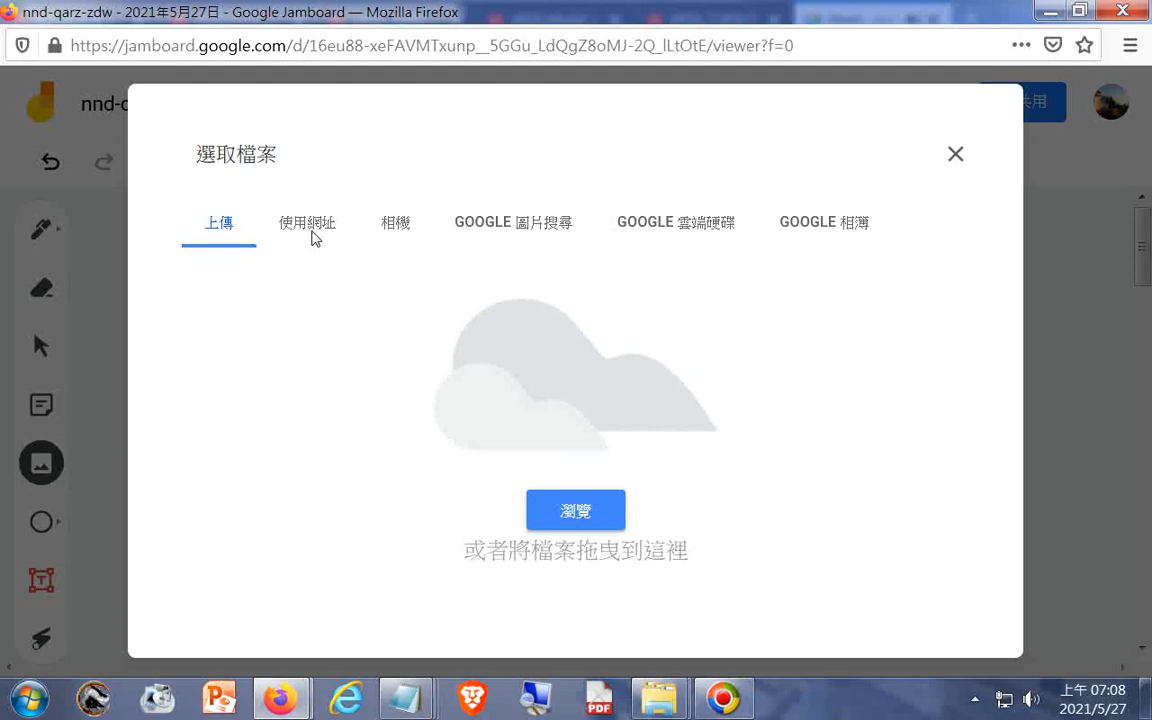 nnd-qarz-zdw - 2021年5月27日 - Google Jamboard — Mozilla Firefox
https://jamboard.google.com/d/16eu88-xeFAVMTxunp__5GGu_LdQgZ8oMJ-2Q_lLtOtE/viewer?f=0
nnd-q
共用
選取檔案
上傳
使用網址
相機
GOOGLE 圖片搜尋
GOOGLE 雲端硬碟
GOOGLE 相簿
瀏覽
或者將檔案拖曳到這裡
PDF
上午 07:08
2021/5/27